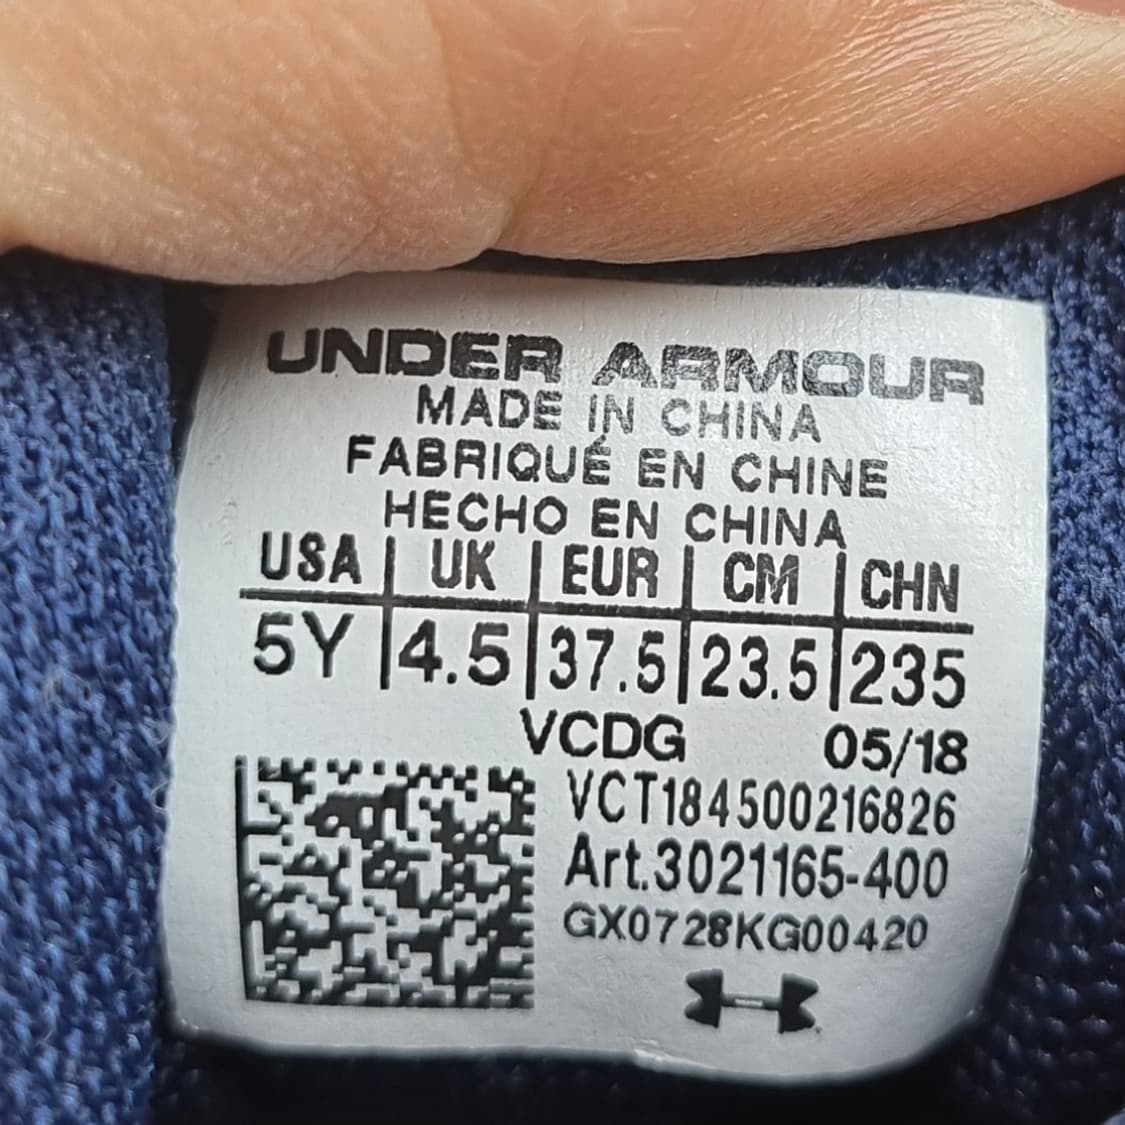 UNDER ARMOUR
MADE IN CHINA
FABRIQUÉ EN CHINE
HECHO EN CHINA
USA | UK | EUR | CM | CHN
5Y | 4.5 | 37.5 | 23.5 | 235
VCDG 05/18
VCT184500216826
Art.3021165-400
GX0728KG00420